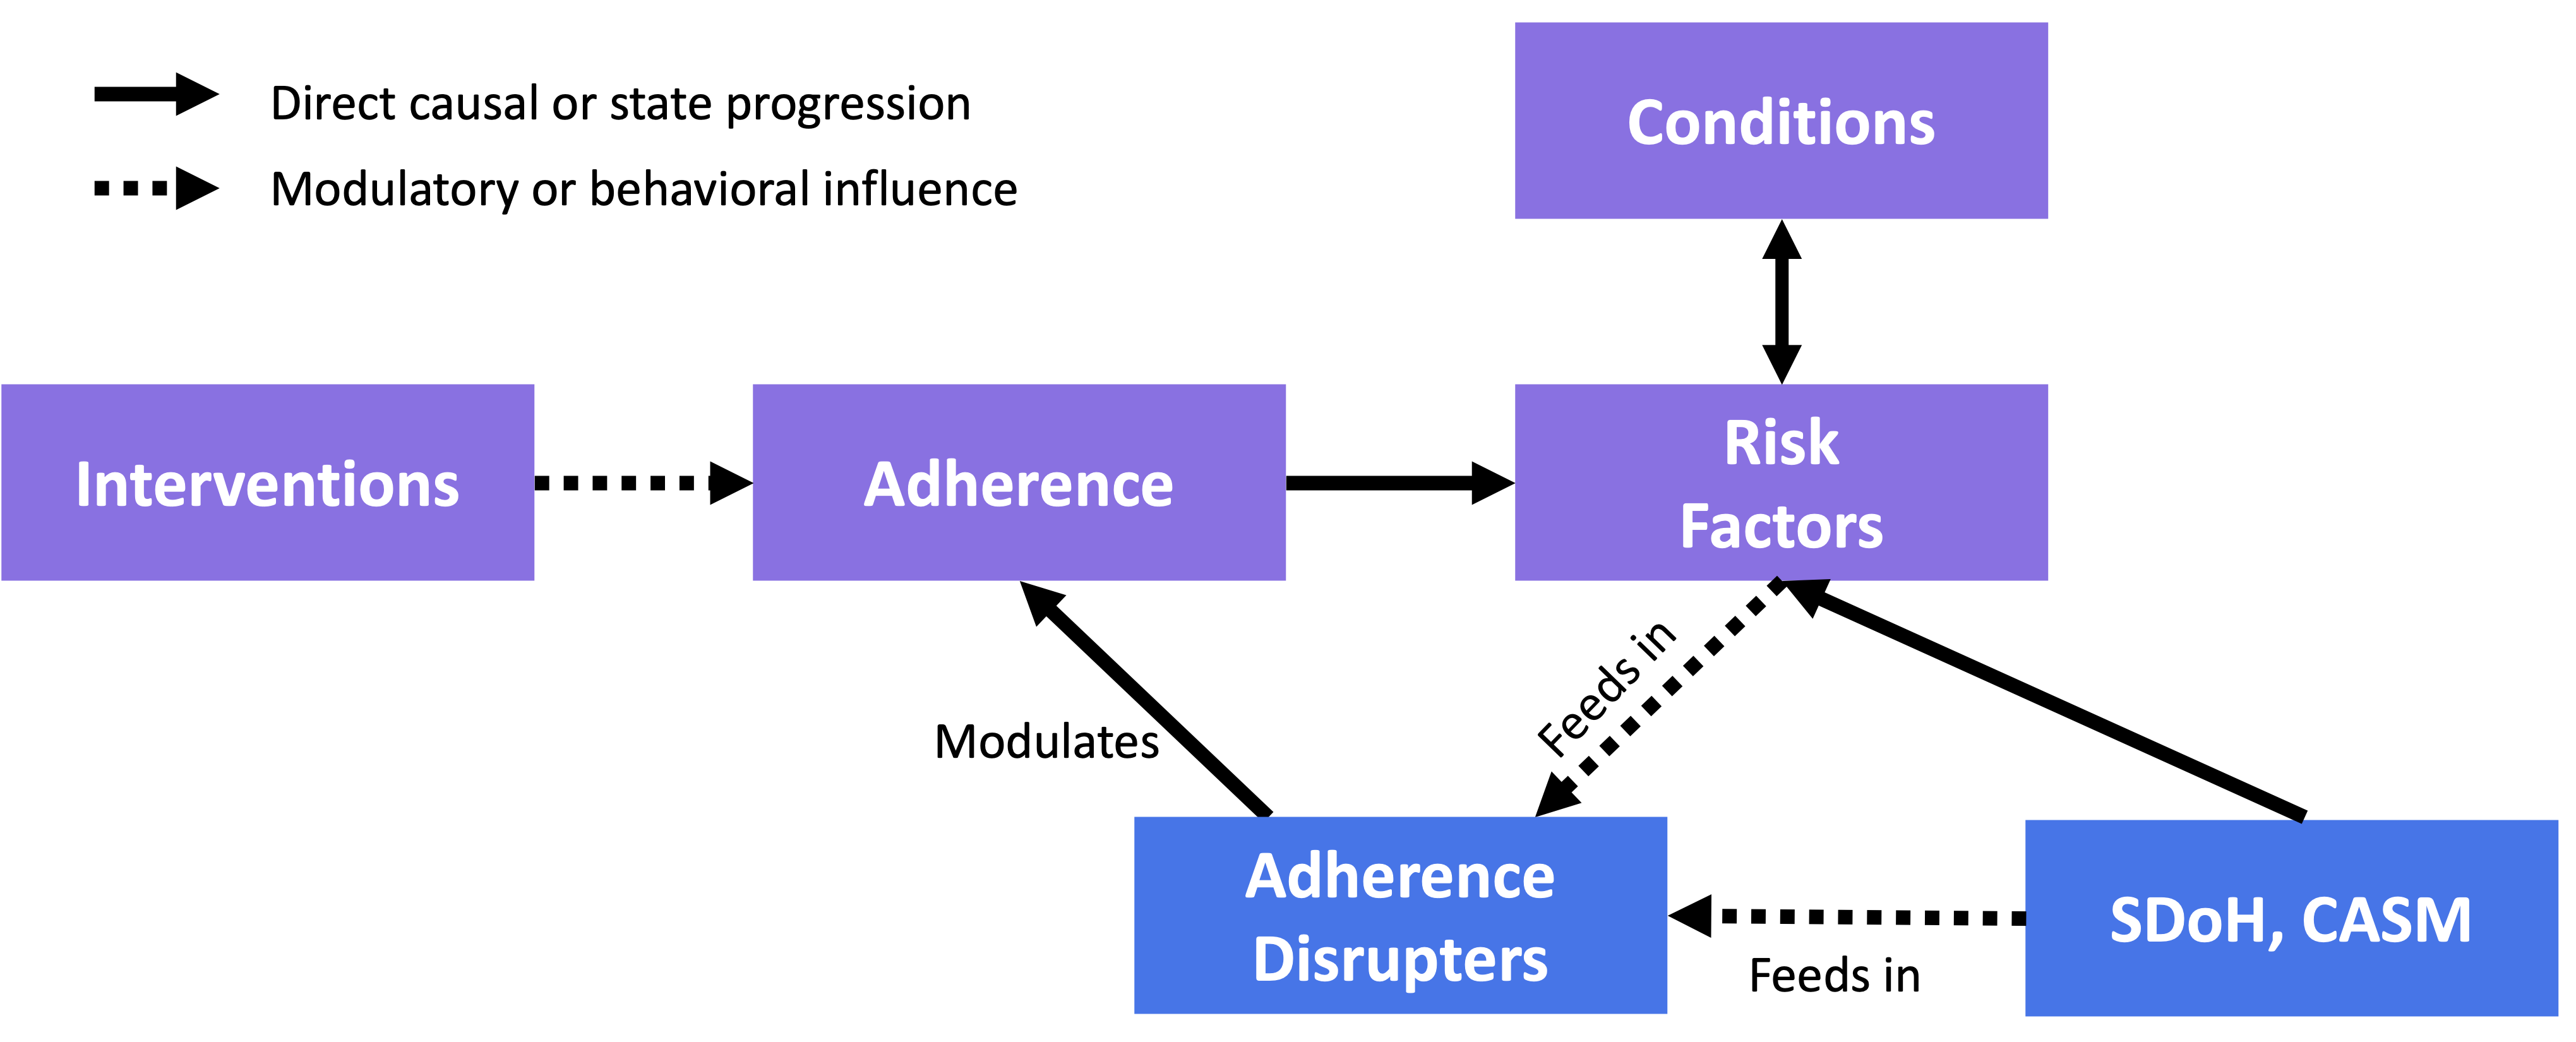 Direct causal or state progression
Modulatory or behavioral influence
Conditions
Interventions
Adherence
Risk
Factors
Feeds in
Modulates
Adherence
Disrupters
SDoH, CASM
Feeds in